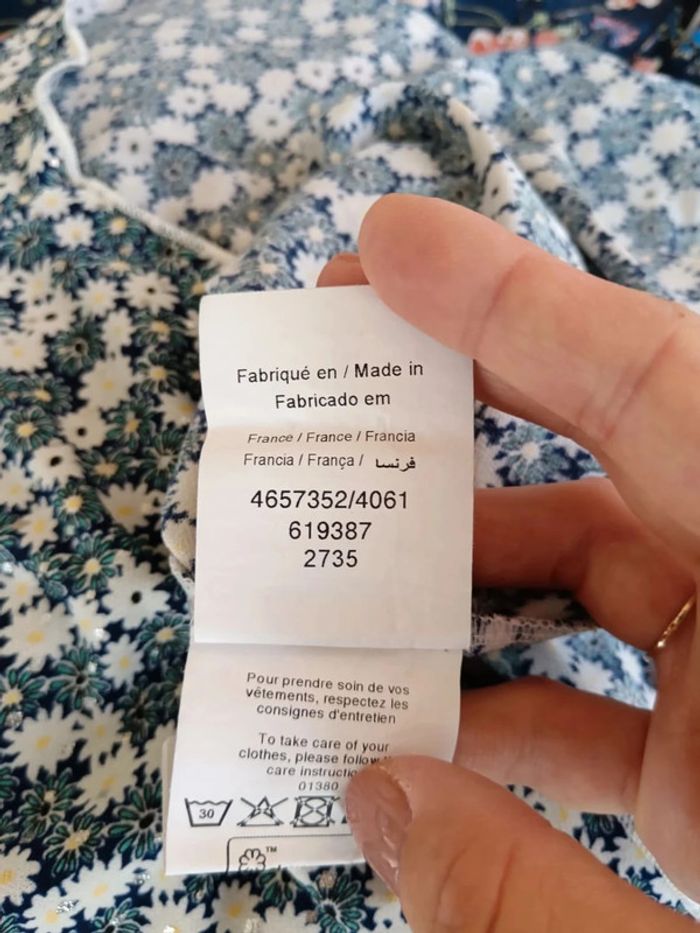 Fabriqué en / Made in
Fabricado em
France / France / Francia
Francia / França / فرنسا
4657352/4061
619387
2735
Pour prendre soin de vos
vêtements, respectez les
consignes d'entretien
To take care of your
clothes, please follow
care
01380
30
TM